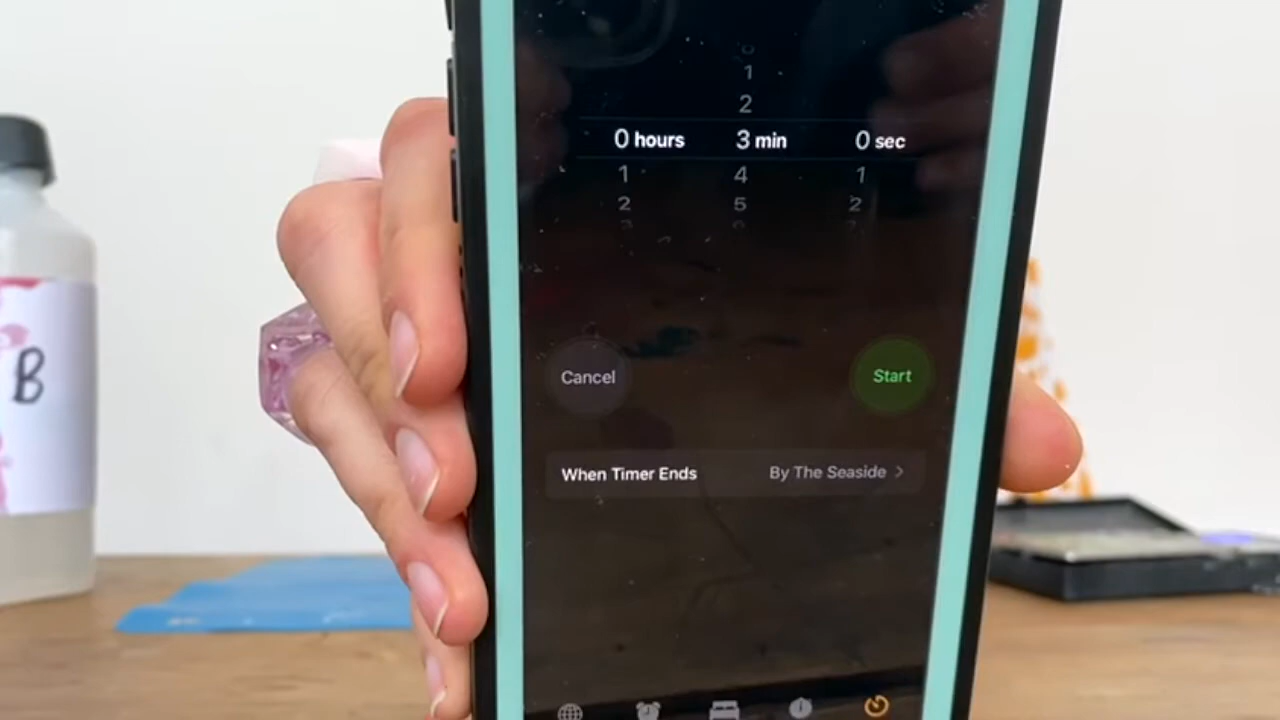 1
2
0 hours 3 min 0 sec
1 4 1
2 5 2
Cancel Start
When Timer Ends By The Seaside >
B